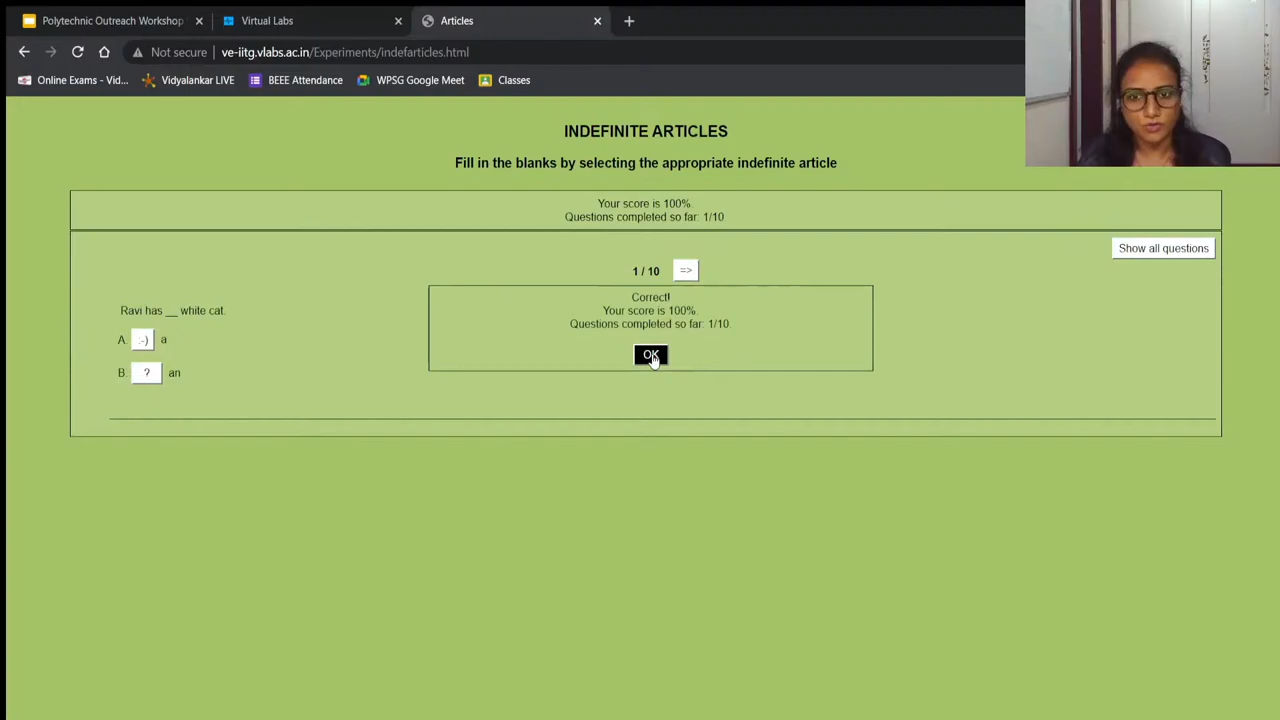 Polytechnic Outreach Workshop
Virtual Labs
Articles
Not secure
ve-iitg.vlabs.ac.in/Experiments/indefarticles.html
Online Exams - Vid...
Vidyalankar LIVE
BEEE Attendance
WPSG Google Meet
Classes
INDEFINITE ARTICLES
Fill in the blanks by selecting the appropriate indefinite article
Your score is 100%.
Questions completed so far: 1/10
Show all questions
1 / 10 =>
Correct!
Your score is 100%.
Questions completed so far: 1/10.
OK
Ravi has __ white cat.
A. :-) a
B. ? an